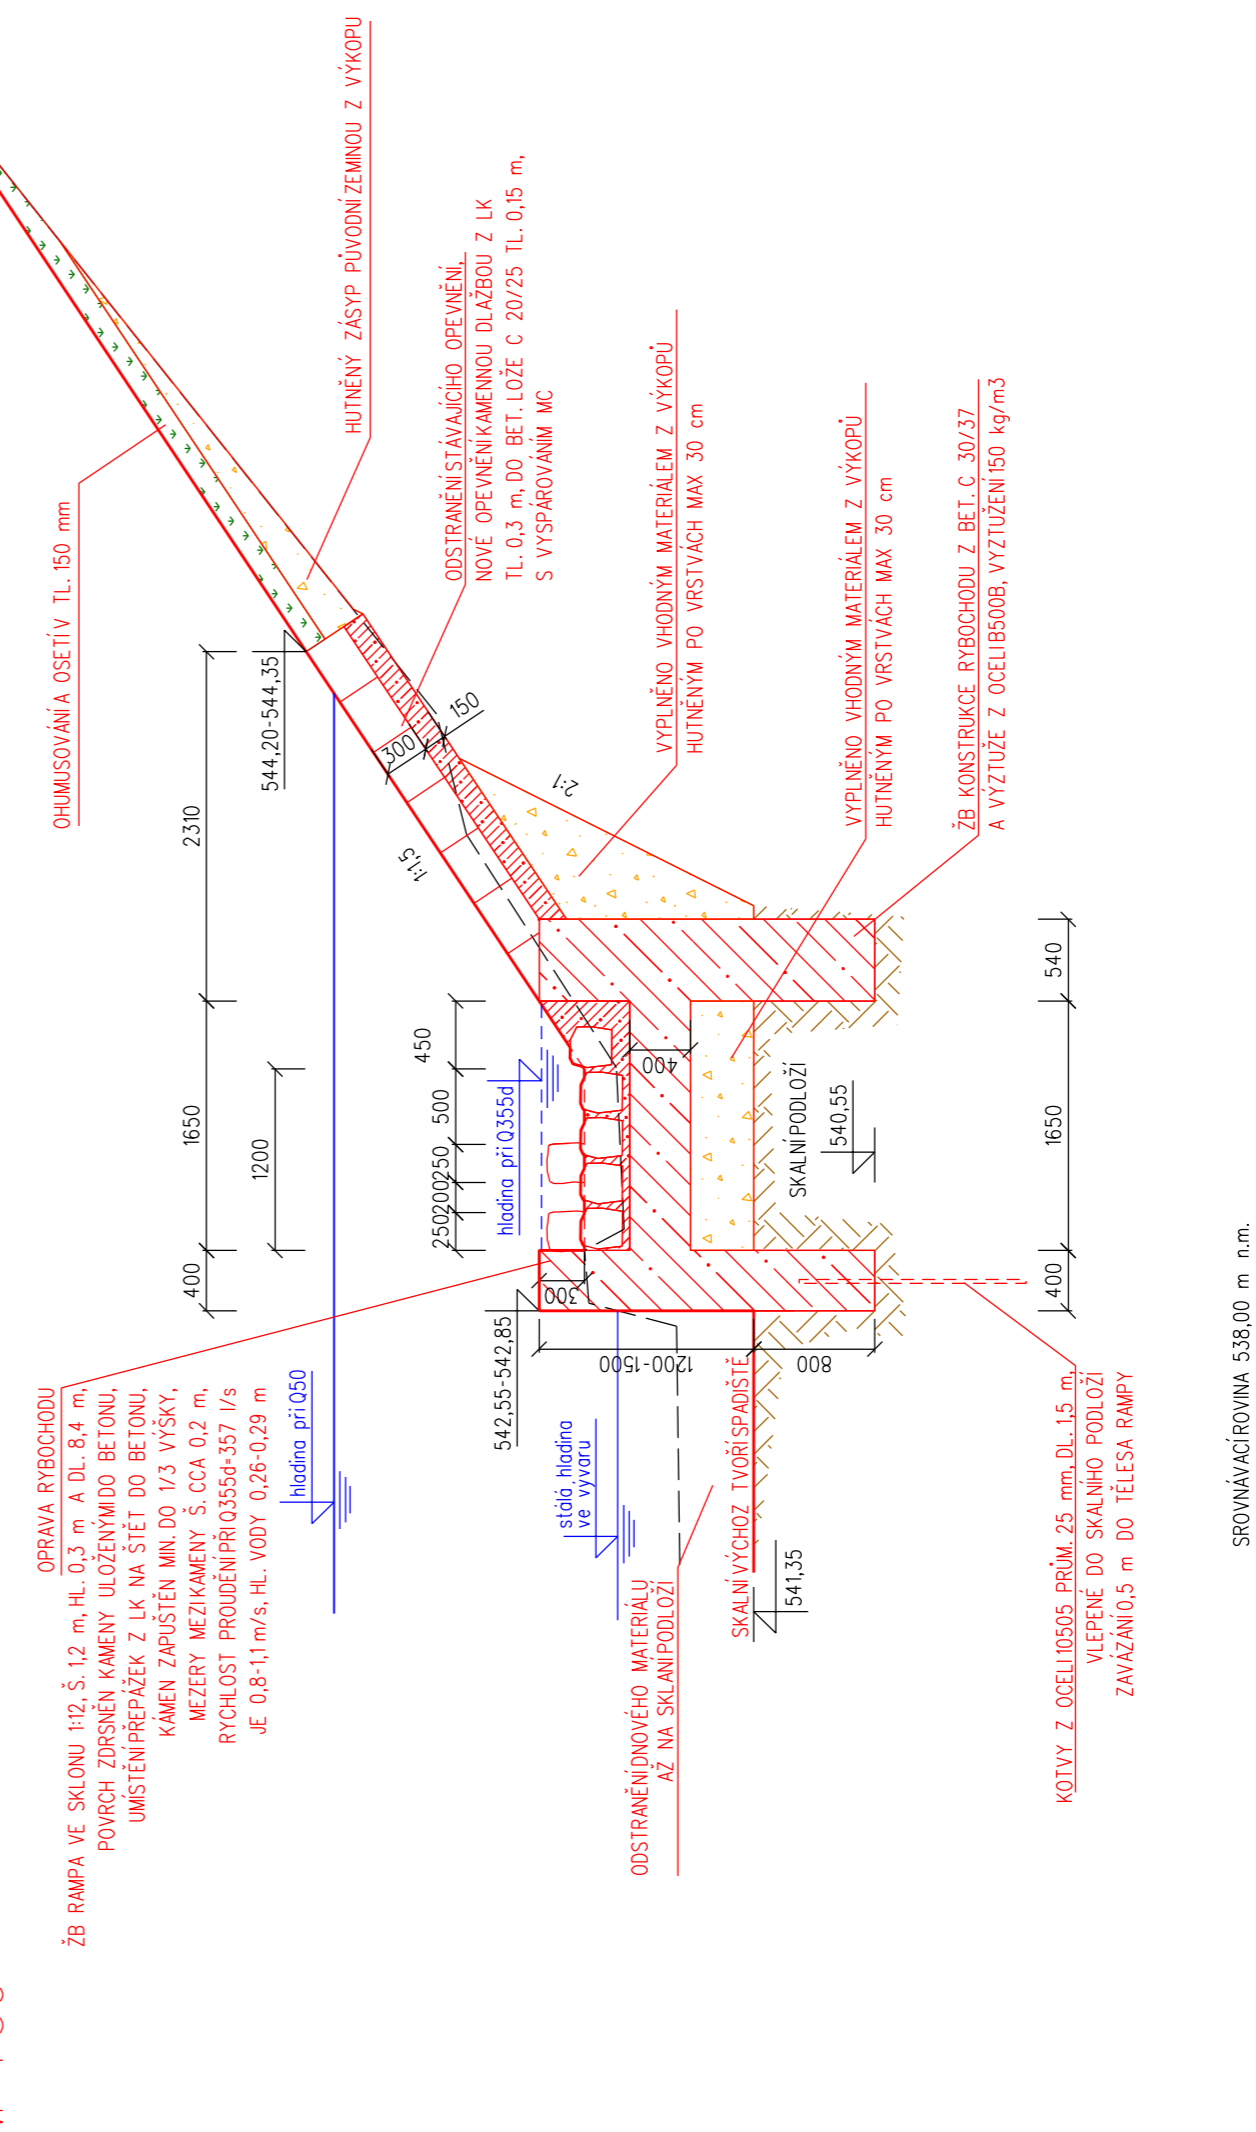 OPRAVA RYBOCHODU
ŽB RAMPA VE SKLONU 1:12, Š. 1,2 m, HL. 0,3 m A DL. 8,4 m,
POVRCH ZDRSNĚN KAMENY ULOŽENÝMI DO BETONU,
UMÍSTĚNÍ PŘEPÁŽEK Z LK NA ŠTĚT DO BETONU,
KÁMEN ZAPUŠTĚN MIN. DO 1/3 VÝŠKY,
MEZERY MEZI KAMENY Š. CCA 0,2 m,
RYCHLOST PROUDĚNÍ PŘI Q355d=357 l/s
JE 0,8-1,1 m/s, HL. VODY 0,26-0,29 m
OHUMUSOVÁNÍ A OSETÍ V TL. 150 mm
HUTNĚNÝ ZÁSYP PŮVODNÍ ZEMINOU Z VÝKOPU
ODSTRANĚNÍ STÁVAJÍCÍHO OPEVNĚNÍ,
NOVÉ OPEVNĚNÍ KAMENNOU DLAŽBOU Z LK
TL. 0,3 m, DO BET. LOŽE C 20/25 TL. 0,15 m,
S VYSPÁROVÁNÍM MC
400
1650
2310
1200
544,20-544,35
hladina při Q50
250
200
250
500
450
hladina při Q355d
1:1,5
300
150
2:1
VYPLNĚNO VHODNÝM MATERIÁLEM Z VÝKOPŮ
HUTNĚNÝM PO VRSTVÁCH MAX 30 cm
VYPLNĚNO VHODNÝM MATERIÁLEM Z VÝKOPŮ
HUTNĚNÝM PO VRSTVÁCH MAX 30 cm
ŽB KONSTRUKCE RYBOCHODU Z BET. C 30/37
A VÝZTUŽE Z OCELI B500B, VYZTUŽENÍ 150 kg/m3
542,55-542,85
300
400
stálá hladina
ve vývaru
1200-1500
800
ODSTRANĚNÍ DNOVÉHO MATERIÁLU
AŽ NA SKLANÍ PODLOŽÍ
SKALNÍ VÝCHOZ TVOŘÍ SPADIŠTĚ
541,35
SKALNÍ PODLOŽÍ
540,55
400
1650
540
KOTVY Z OCELI 10505 PRŮM. 25 mm, DL. 1,5 m,
VLEPENÉ DO SKALNÍHO PODLOŽÍ
ZAVÁZÁNÍ 0,5 m DO TĚLESA RAMPY
SROVNÁVACÍ ROVINA 538,00 m n.m.